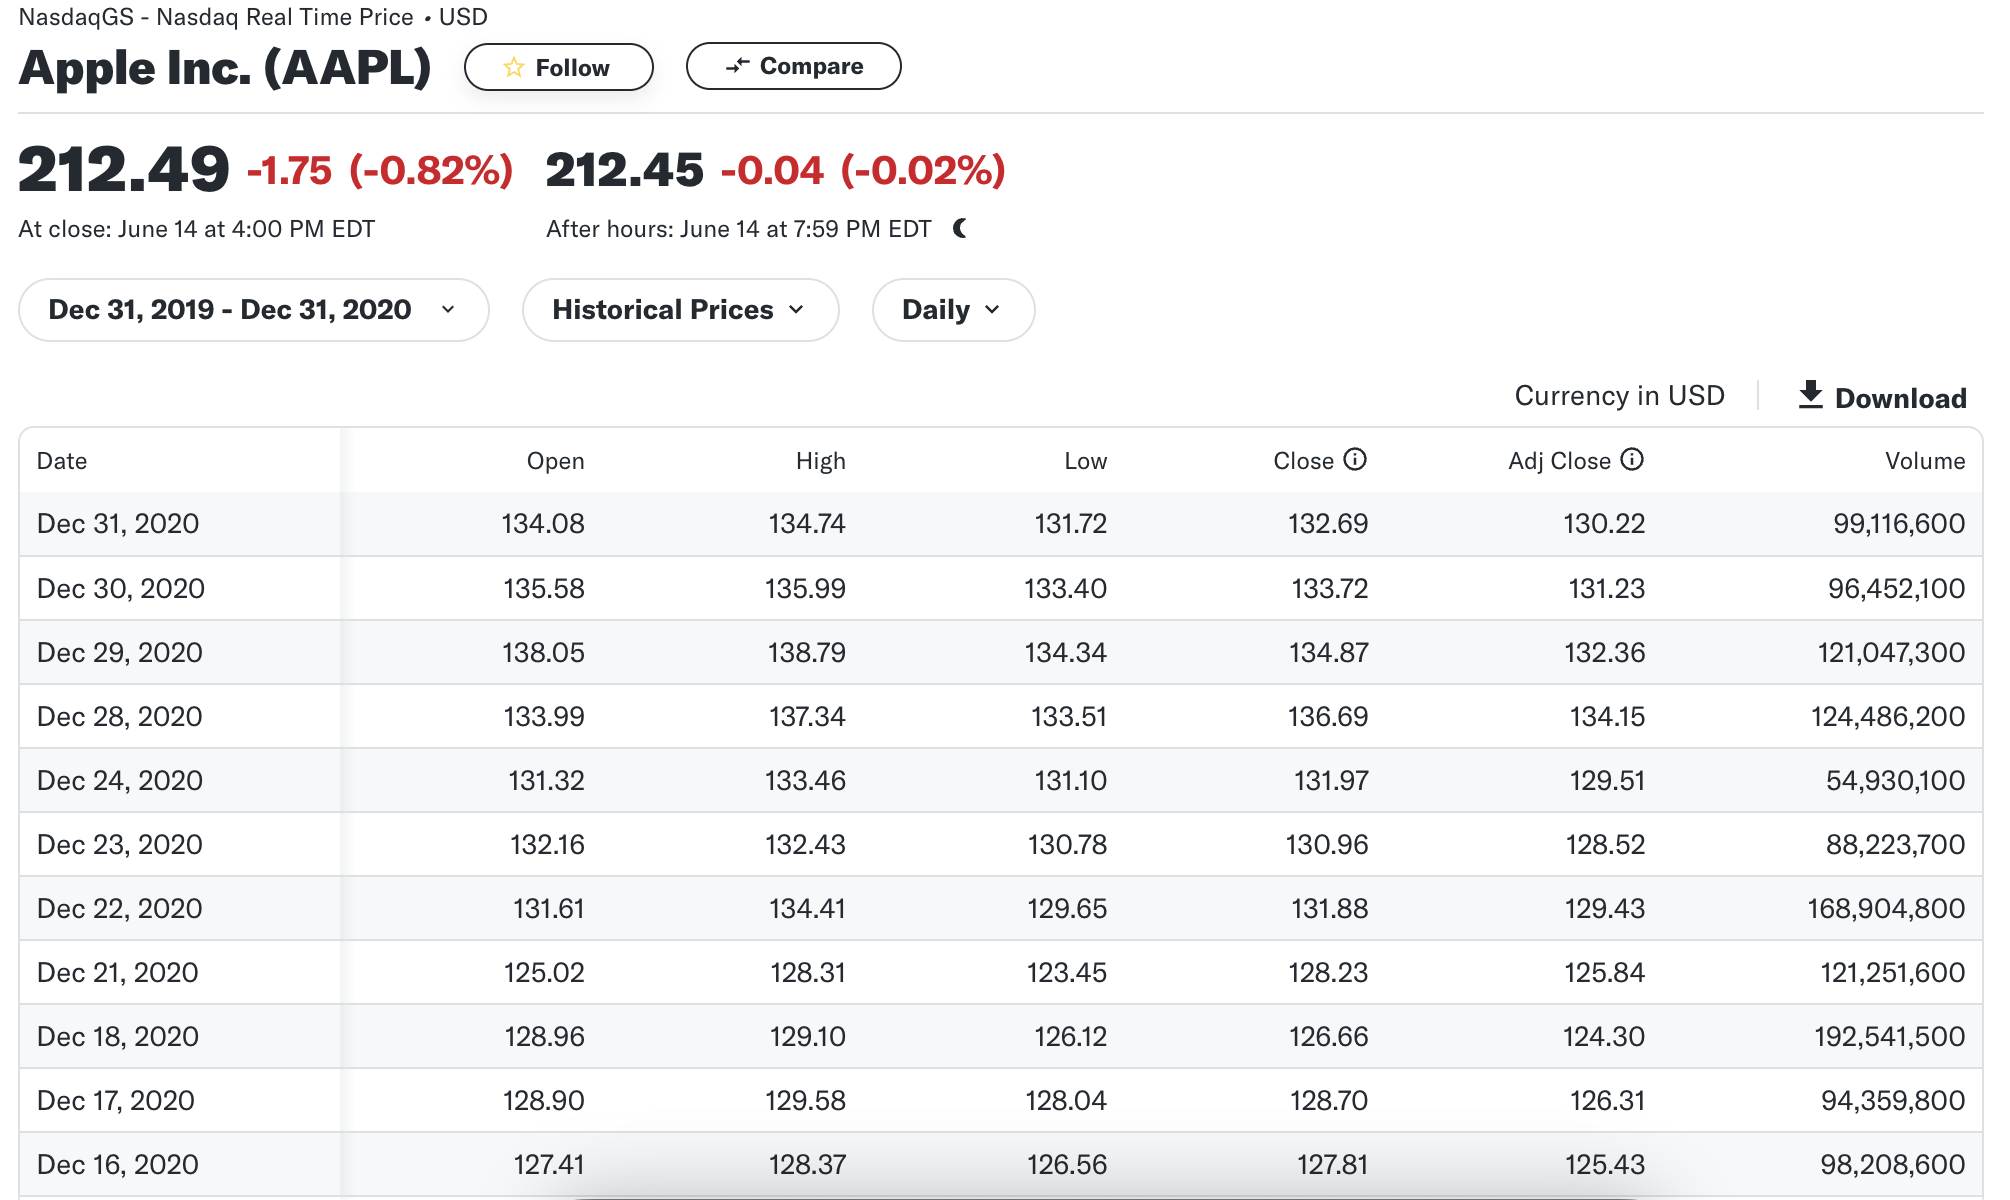 NasdaqGS - Nasdaq Real Time Price • USD
Apple Inc. (AAPL) Follow Compare
212.49 -1.75 (-0.82%) 212.45 -0.04 (-0.02%)
At close: June 14 at 4:00 PM EDT After hours: June 14 at 7:59 PM EDT
Dec 31, 2019 - Dec 31, 2020 Historical Prices Daily
Currency in USD Download
Date Open High Low Close Adj Close Volume
Dec 31, 2020 134.08 134.74 131.72 132.69 130.22 99,116,600
Dec 30, 2020 135.58 135.99 133.40 133.72 131.23 96,452,100
Dec 29, 2020 138.05 138.79 134.34 134.87 132.36 121,047,300
Dec 28, 2020 133.99 137.34 133.51 136.69 134.15 124,486,200
Dec 24, 2020 131.32 133.46 131.10 131.97 129.51 54,930,100
Dec 23, 2020 132.16 132.43 130.78 130.96 128.52 88,223,700
Dec 22, 2020 131.61 134.41 129.65 131.88 129.43 168,904,800
Dec 21, 2020 125.02 128.31 123.45 128.23 125.84 121,251,600
Dec 18, 2020 128.96 129.10 126.12 126.66 124.30 192,541,500
Dec 17, 2020 128.90 129.58 128.04 128.70 126.31 94,359,800
Dec 16, 2020 127.41 128.37 126.56 127.81 125.43 98,208,600